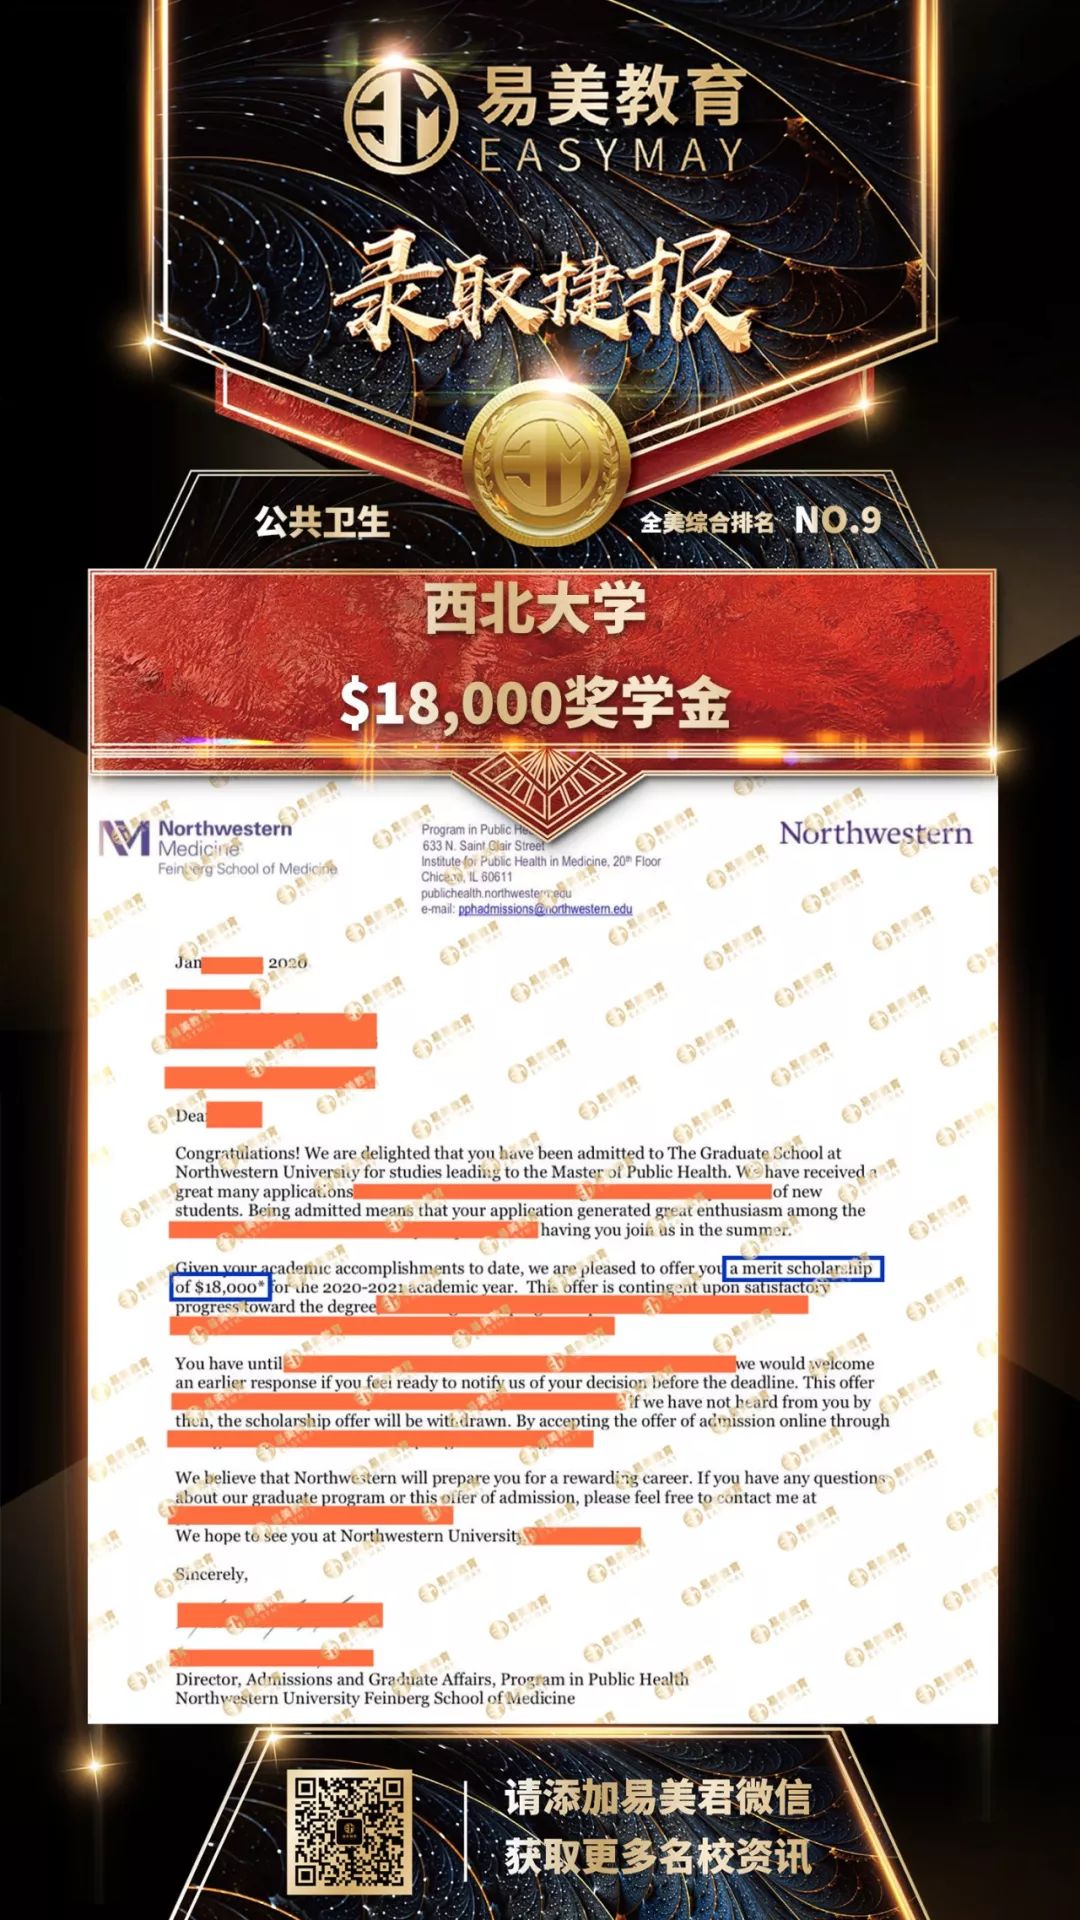 易美教育
EASYMAY
录取捷报
公共卫生
全美综合排名 NO.9
西北大学
$18,000奖学金
Northwestern
Medicine
Feinberg School of Medicine
Program in Public He
633 N. Saint Clair Street
Institute for Public Health in Medicine, 20th Floor
Chicago, IL 60611
publichealth.northwestern.edu
e-mail: pphadmissions@northwestern.edu
Northwestern
Jan 2020
Dear
Congratulations! We are delighted that you have been admitted to The Graduate School at
Northwestern University for studies leading to the Master of Public Health. We have received a
great many applications of new
students. Being admitted means that your application generated great enthusiasm among the
having you join us in the summer.
Given your academic accomplishments to date, we are pleased to offer you a merit scholarship
of $18,000* for the 2020-2021 academic year. This offer is contingent upon satisfactory
progress toward the degree
You have until we would welcome
an earlier response if you feel ready to notify us of your decision before the deadline. This offer
If we have not heard from you by
then, the scholarship offer will be withdrawn. By accepting the offer of admission online through
We believe that Northwestern will prepare you for a rewarding career. If you have any questions
about our graduate program or this offer of admission, please feel free to contact me at
We hope to see you at Northwestern University
Sincerely,
Director, Admissions and Graduate Affairs, Program in Public Health
Northwestern University Feinberg School of Medicine
请添加易美君微信
获取更多名校资讯